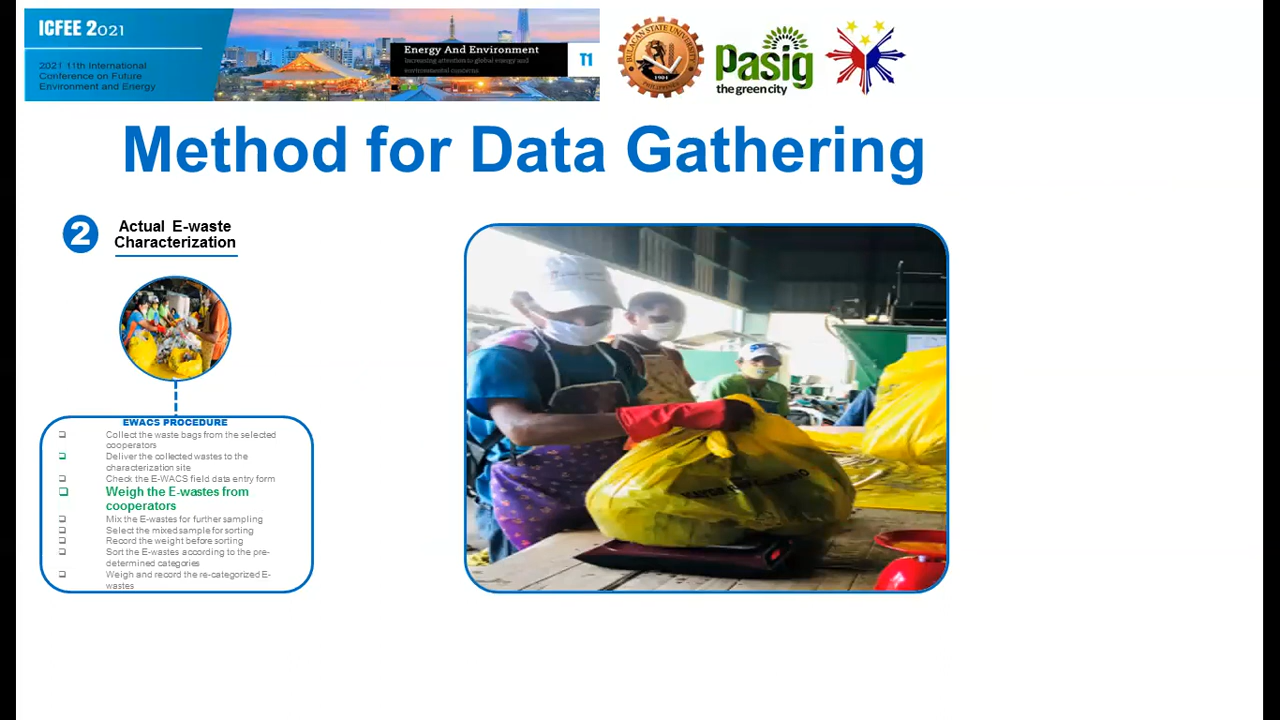 ICFEE 2021
2021 11th International
Conference on Future
Environment and Energy
Energy And Environment
Increasing attention to global energy and
environmental concerns
T1
BULACAN STATE UNIVERSITY
1904
PHILIPPINES
Pasig
the green city
Method for Data Gathering
2
Actual E-waste
Characterization
EWACS PROCEDURE
Collect the waste bags from the selected
cooperators
Deliver the collected wastes to the
characterization site
Check the E-WACS field data entry form
Weigh the E-wastes from
cooperators
Mix the E-wastes for further sampling
Select the mixed sample for sorting
Record the weight before sorting
Sort the E-wastes according to the pre-
determined categories
Weigh and record the re-categorized E-
wastes